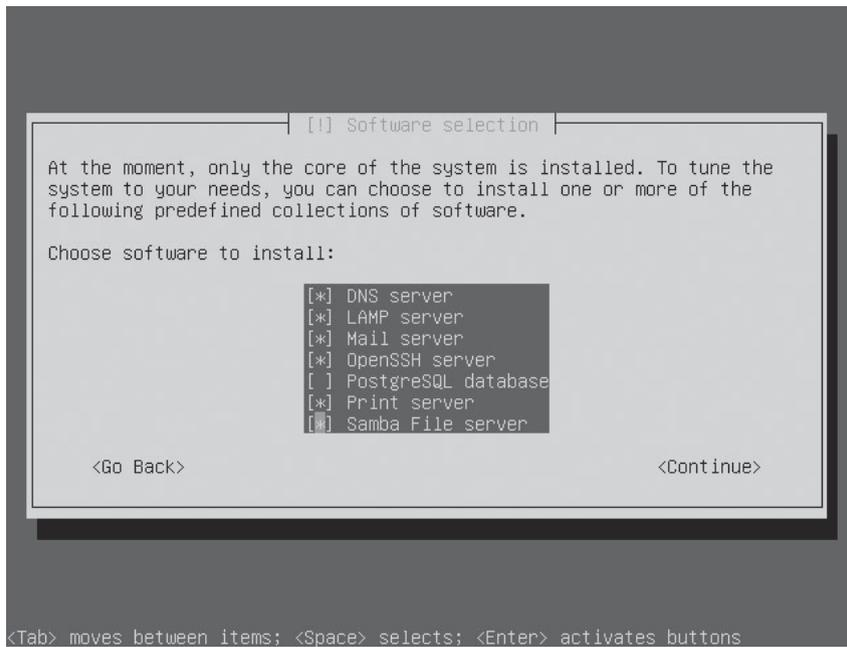 [!] Software selection
At the moment, only the core of the system is installed. To tune the
system to your needs, you can choose to install one or more of the
following predefined collections of software.
Choose software to install:
[*] DNS server
[*] LAMP server
[*] Mail server
[*] OpenSSH server
[ ] PostgreSQL database
[*] Print server
[*] Samba File server
<Go Back> <Continue>
<Tab> moves between items; <Space> selects; <Enter> activates buttons